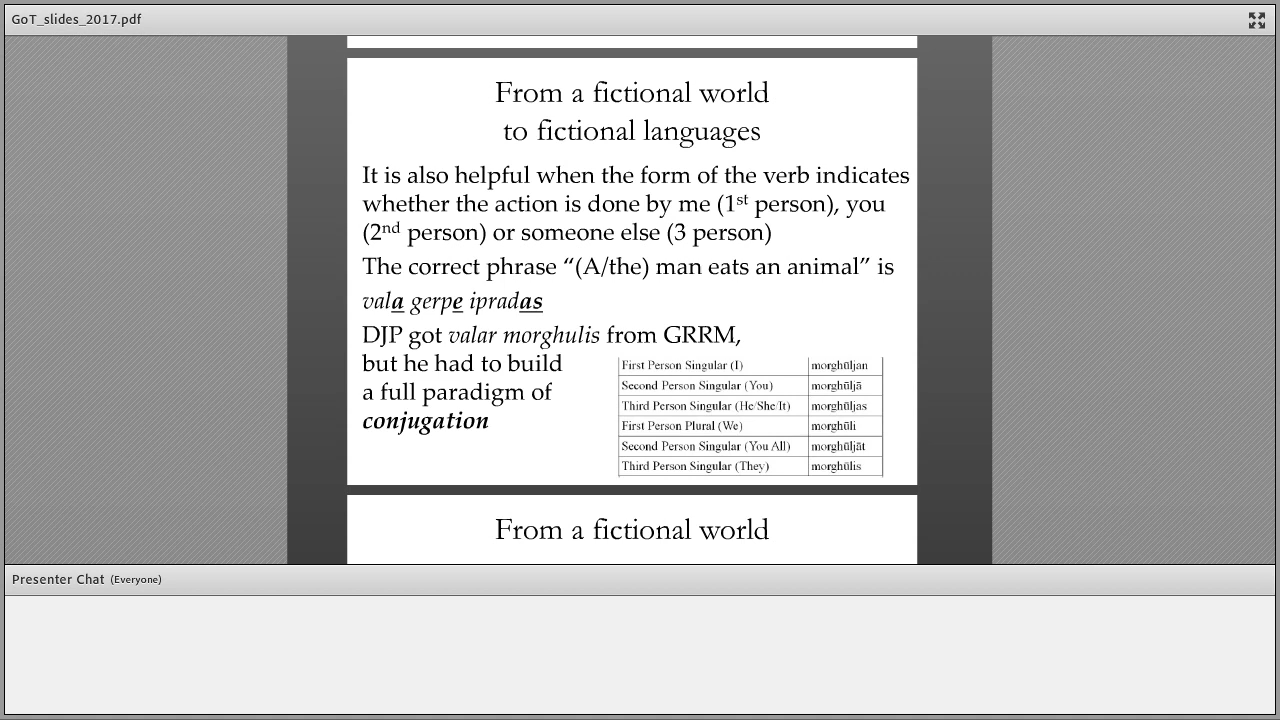 GoT_slides_2017.pdf
From a fictional world
to fictional languages
It is also helpful when the form of the verb indicates
whether the action is done by me (1st person), you
(2nd person) or someone else (3 person)
The correct phrase “(A/the) man eats an animal” is
vala gerpe ipradas
DJP got valar morghulis from GRRM,
but he had to build
a full paradigm of
conjugation
First Person Singular (I) morghūljan
Second Person Singular (You) morghūljā
Third Person Singular (He/She/It) morghūljas
First Person Plural (We) morghūli
Second Person Singular (You All) morghūljāt
Third Person Singular (They) morghūlis
From a fictional world
Presenter Chat (Everyone)